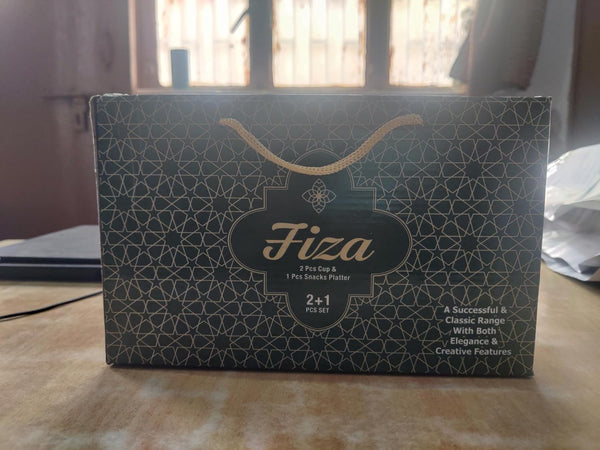 Fiza
2 Pcs Cup &
1 Pcs Snacks Platter
2+1
PCS SET
A Successful &
Classic Range
With Both
Elegance &
Creative Features